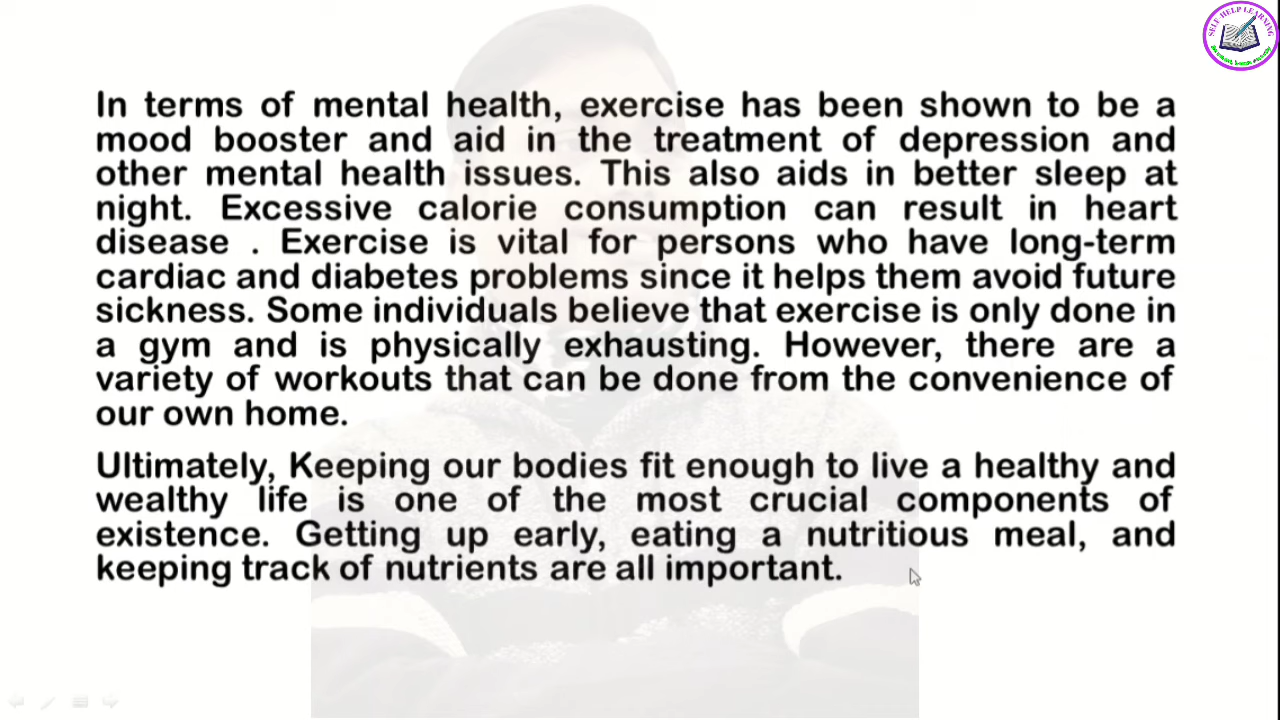 SELF-HELP LEARNING
In terms of mental health, exercise has been shown to be a
mood booster and aid in the treatment of depression and
other mental health issues. This also aids in better sleep at
night. Excessive calorie consumption can result in heart
disease . Exercise is vital for persons who have long-term
cardiac and diabetes problems since it helps them avoid future
sickness. Some individuals believe that exercise is only done in
a gym and is physically exhausting. However, there are a
variety of workouts that can be done from the convenience of
our own home.
Ultimately, Keeping our bodies fit enough to live a healthy and
wealthy life is one of the most crucial components of
existence. Getting up early, eating a nutritious meal, and
keeping track of nutrients are all important.